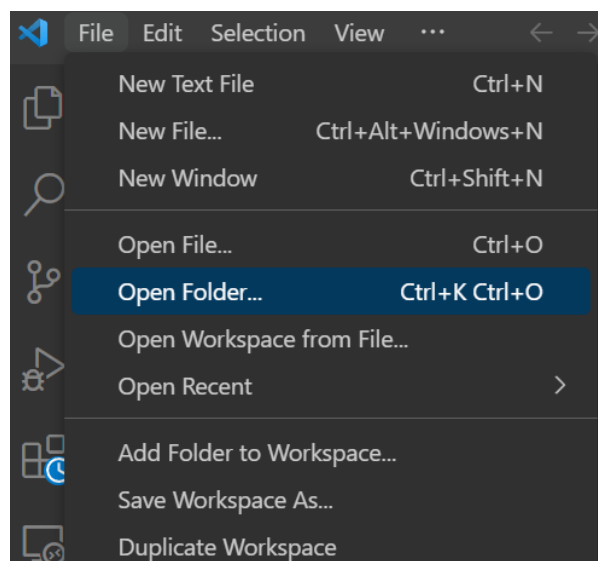 File Edit Selection View ...
New Text File Ctrl+N
New File... Ctrl+Alt+Windows+N
New Window Ctrl+Shift+N
Open File... Ctrl+O
Open Folder... Ctrl+K Ctrl+O
Open Workspace from File...
Open Recent
Add Folder to Workspace...
Save Workspace As...
Duplicate Workspace